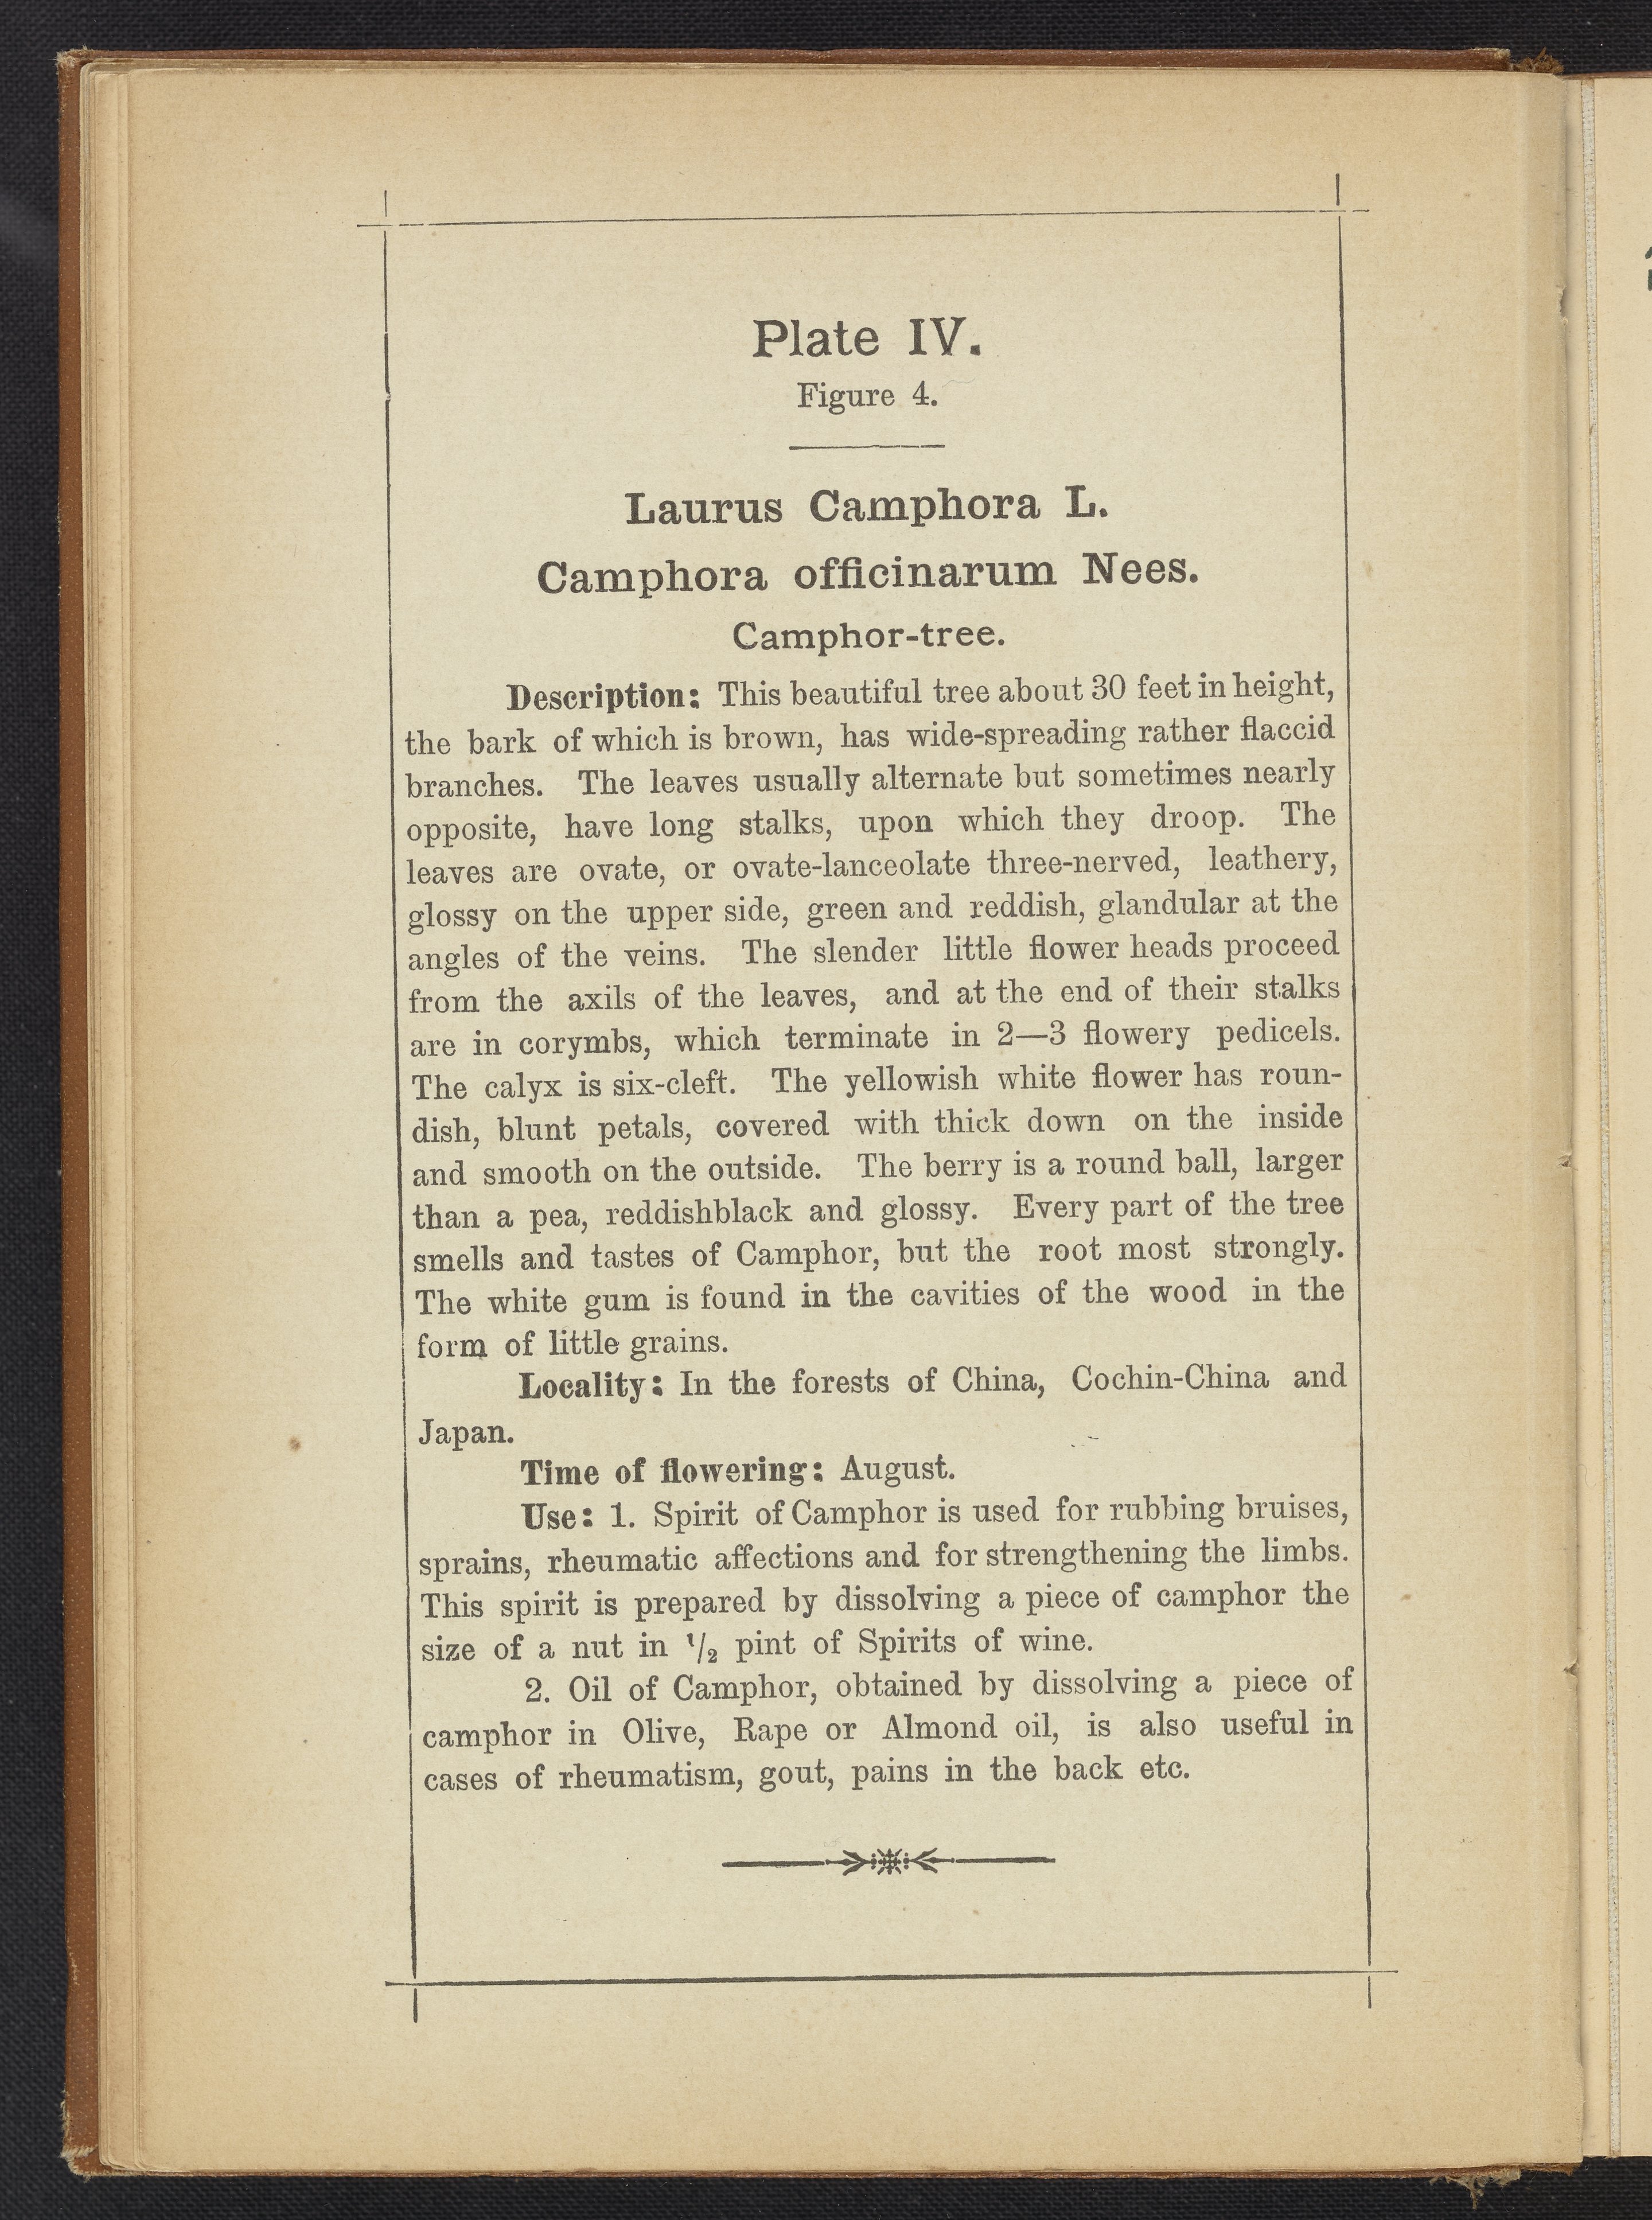 Plate IV.
Figure 4.
Laurus Camphora L.
Camphora officinarum Nees.
Camphor-tree.
Description: This beautiful tree about 30 feet in height,
the bark of which is brown, has wide-spreading rather flaccid
branches. The leaves usually alternate but sometimes nearly
opposite, have long stalks, upon which they droop. The
leaves are ovate, or ovate-lanceolate three-nerved, leathery,
glossy on the upper side, green and reddish, glandular at the
angles of the veins. The slender little flower heads proceed
from the axils of the leaves, and at the end of their stalks
are in corymbs, which terminate in 2—3 flowery pedicels.
The calyx is six-cleft. The yellowish white flower has roun-
dish, blunt petals, covered with thick down on the inside
and smooth on the outside. The berry is a round ball, larger
than a pea, reddishblack and glossy. Every part of the tree
smells and tastes of Camphor, but the root most strongly.
The white gum is found in the cavities of the wood in the
form of little grains.
Locality: In the forests of China, Cochin-China and
Japan.
Time of flowering: August.
Use: 1. Spirit of Camphor is used for rubbing bruises,
sprains, rheumatic affections and for strengthening the limbs.
This spirit is prepared by dissolving a piece of camphor the
size of a nut in 1/2 pint of Spirits of wine.
2. Oil of Camphor, obtained by dissolving a piece of
camphor in Olive, Rape or Almond oil, is also useful in
cases of rheumatism, gout, pains in the back etc.